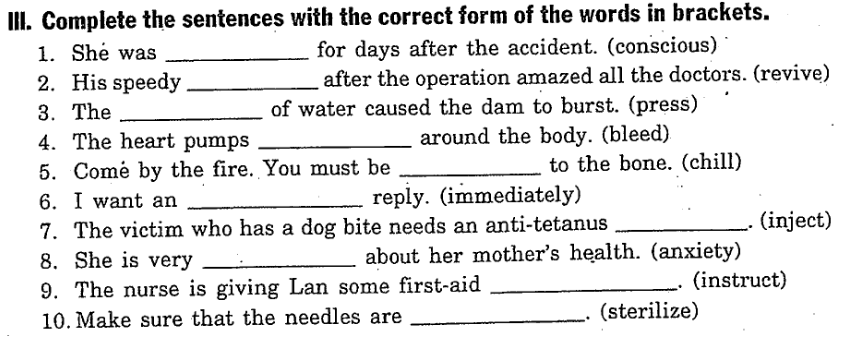 III. Complete the sentences with the correct form of the words in brackets.
1. She was ____________ for days after the accident. (conscious)
2. His speedy ____________ after the operation amazed all the doctors. (revive)
3. The ____________ of water caused the dam to burst. (press)
4. The heart pumps ____________ around the body. (bleed)
5. Come by the fire. You must be ____________ to the bone. (chill)
6. I want an ____________ reply. (immediately)
7. The victim who has a dog bite needs an anti-tetanus ____________. (inject)
8. She is very ____________ about her mother's health. (anxiety)
9. The nurse is giving Lan some first-aid ____________. (instruct)
10. Make sure that the needles are ____________. (sterilize)